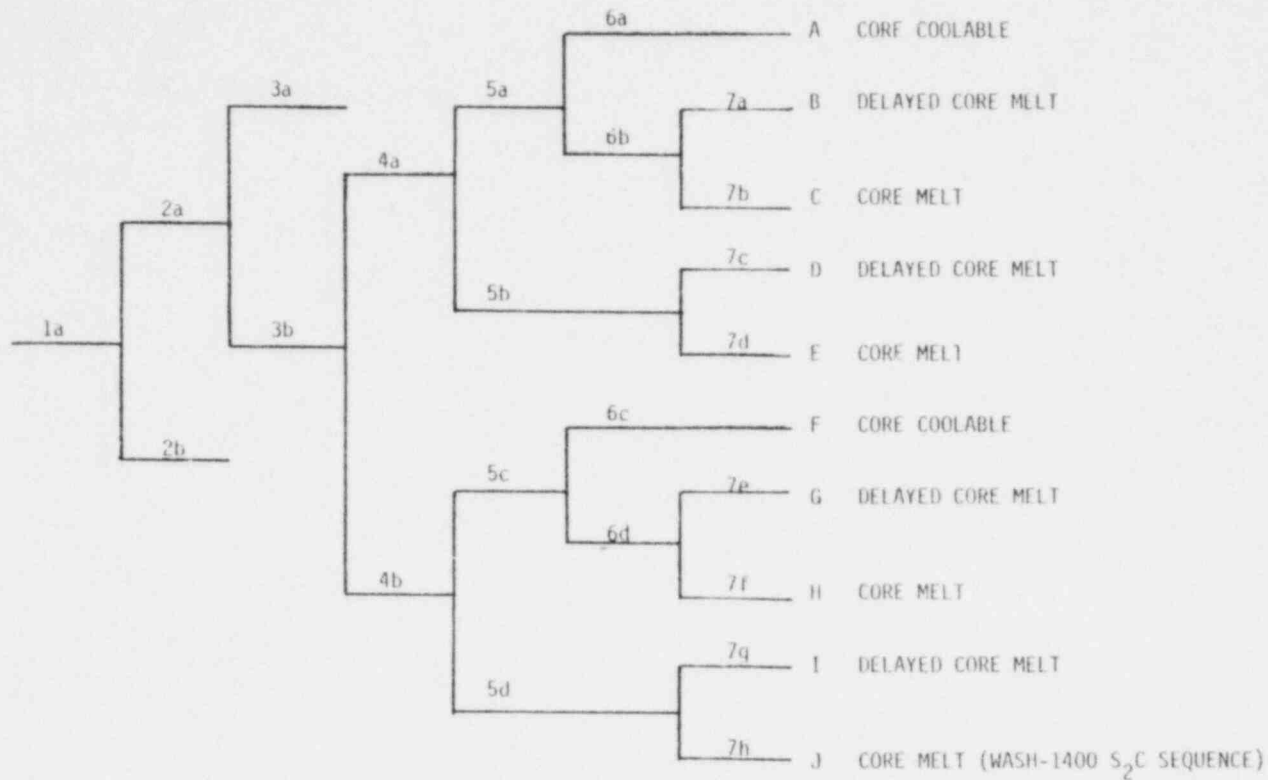 6a
A CORE COOLABLE
3a
5a
7a
B DELAYED CORE MELT
6b
4a
7b
C CORE MELT
2a
7c
D DELAYED CORE MELT
5b
1a
3b
7d
E CORE MELT
6c
F CORE COOLABLE
2b
5c
7e
G DELAYED CORE MELT
6d
4b
7f
H CORE MELT
7g
I DELAYED CORE MELT
5d
7h
J CORE MELT (WASH-1400 S₂C SEQUENCE)